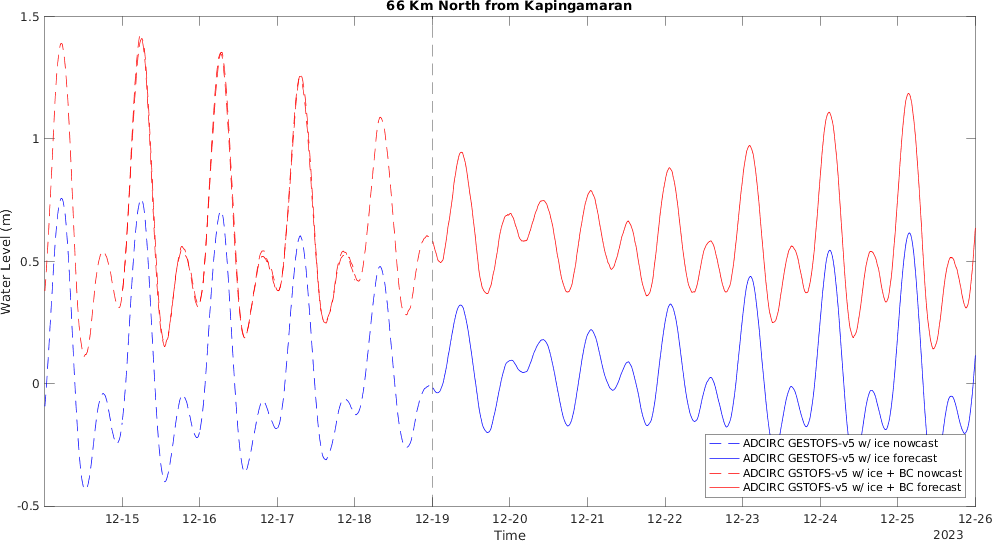 66 Km North from Kapingamaran
Water Level (m)
1.5
1
0.5
0
-0.5
12-15
12-16
12-17
12-18
12-19
12-20
12-21
12-22
12-23
12-24
12-25
12-26
Time
2023
ADCIRC GESTOFS-v5 w/ ice nowcast
ADCIRC GESTOFS-v5 w/ ice forecast
ADCIRC GSTOFS-v5 w/ ice + BC nowcast
ADCIRC GSTOFS-v5 w/ ice + BC forecast